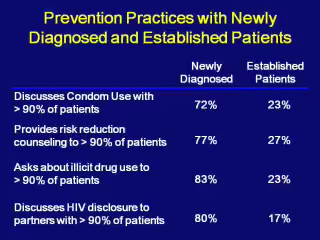 Prevention Practices with Newly
Diagnosed and Established Patients
Newly Established
Diagnosed Patients
Discusses Condom Use with
> 90% of patients 72% 23%
Provides risk reduction
counseling to > 90% of patients 77% 27%
Asks about illicit drug use to
> 90% of patients 83% 23%
Discusses HIV disclosure to
partners with > 90% of patients 80% 17%